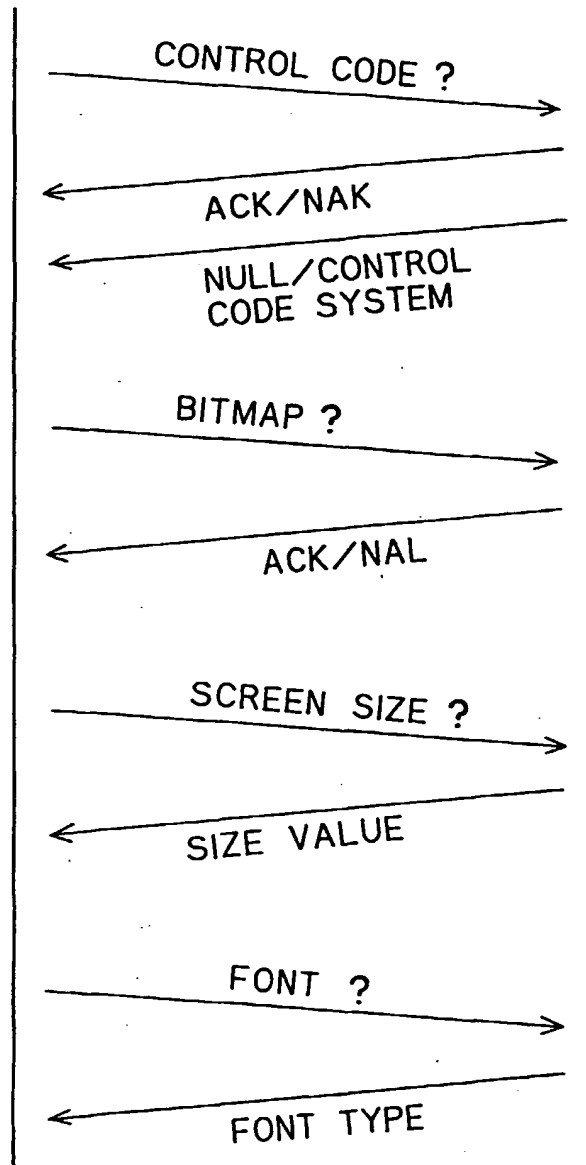 CONTROL CODE ?
ACK/NAK
NULL/CONTROL
CODE SYSTEM
BITMAP ?
ACK/NAL
SCREEN SIZE ?
SIZE VALUE
FONT ?
FONT TYPE